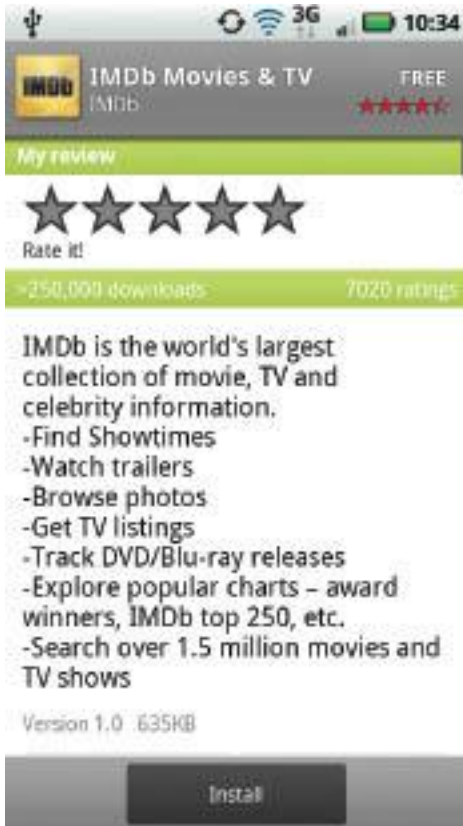 3G
10:34
IMDb
IMDb Movies & TV
FREE
IMDb
My review
Rate it!
>250,000 downloads
7020 ratings
IMDb is the world's largest
collection of movie, TV and
celebrity information.
-Find Showtimes
-Watch trailers
-Browse photos
-Get TV listings
-Track DVD/Blu-ray releases
-Explore popular charts – award
winners, IMDb top 250, etc.
-Search over 1.5 million movies and
TV shows
Version 1.0 635KB
Install